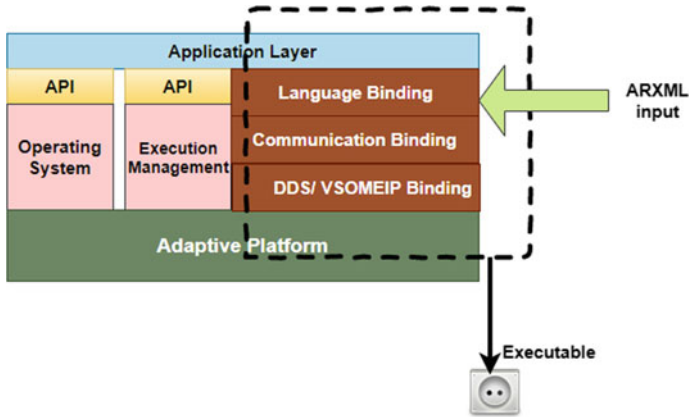 Application Layer
API
API
Language Binding
ARXML
input
Operating
System
Execution
Management
Communication Binding
DDS/ VSOMEIP Binding
Adaptive Platform
Executable